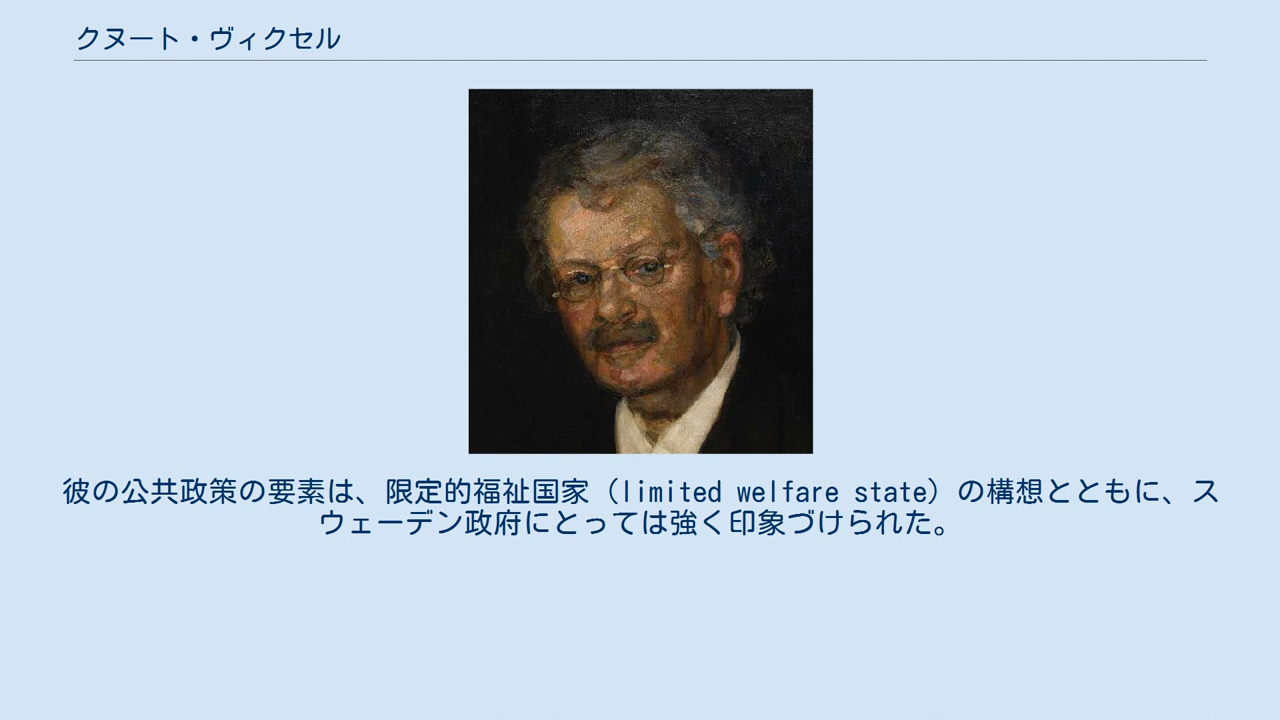 クヌート・ヴィクセル
彼の公共政策の要素は、限定的福祉国家（limited welfare state）の構想とともに、ス
ウェーデン政府にとっては強く印象づけられた。